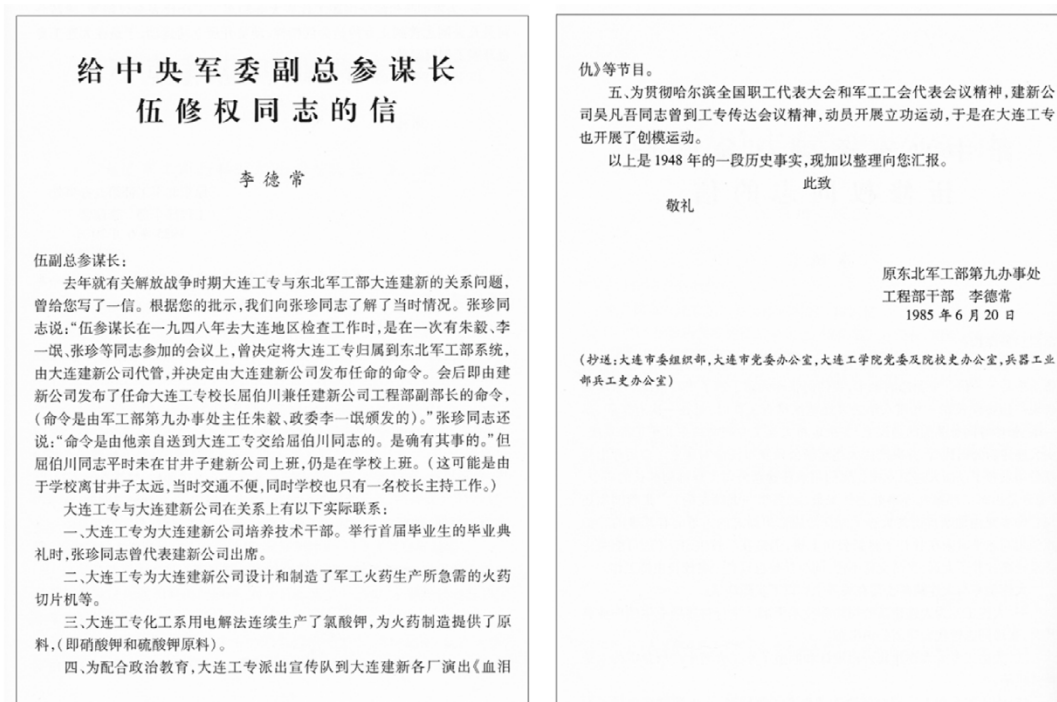 给中央军委副总参谋长
伍修权同志的信
李德常
伍副总参谋长：
去年就有关解放战争时期大连工专与东北军工部大连建新的关系问题，
曾给您写了一信。根据您的批示，我们向张珍同志了解了当时情况。张珍同
志说：“伍参谋长在一九四八年去大连地区检查工作时，是在一次有朱毅、李
一氓、张珍等同志参加的会议上，曾决定将大连工专归属到东北军工部系统，
由大连建新公司代管，并决定由大连建新公司发布任命的命令。会后即由建
新公司发布了任命大连工专校长屈伯川兼任建新公司工程部副部长的命令，
（命令是由军工部第九办事处主任朱毅、政委李一氓颁发的）。”张珍同志还
说：“命令是由他亲自送到大连工专交给屈伯川同志的。是确有其事的。”但
屈伯川同志平时未在甘井子建新公司上班，仍是在学校上班。（这可能是由
于学校离甘井子太远，当时交通不便，同时学校也只有一名校长主持工作。）
大连工专与大连建新公司在关系上有以下实际联系：
一、大连工专为大连建新公司培养技术干部。举行首届毕业生的毕业典
礼时，张珍同志曾代表建新公司出席。
二、大连工专为大连建新公司设计和制造了军工火药生产所急需的火药
切片机等。
三、大连工专化工系用电解法连续生产了氯酸钾，为火药制造提供了原
料，（即硝酸钾和硫酸钾原料）。
四、为配合政治教育，大连工专派出宣传队到大连建新各厂演出《血泪
仇》等节目。
五、为贯彻哈尔滨全国职工代表大会和军工工会代表会议精神，建新公
司吴凡吾同志曾到工专传达会议精神，动员开展立功运动，于是在大连工专
也开展了创模运动。
以上是1948年的一段历史事实，现加以整理向您汇报。
此致
敬礼
原东北军工部第九办事处
工程部干部 李德常
1985年6月20日
（抄送：大连市委组织部，大连市党委办公室，大连工学院党委及院校史办公室，兵器工业
部兵工史办公室）